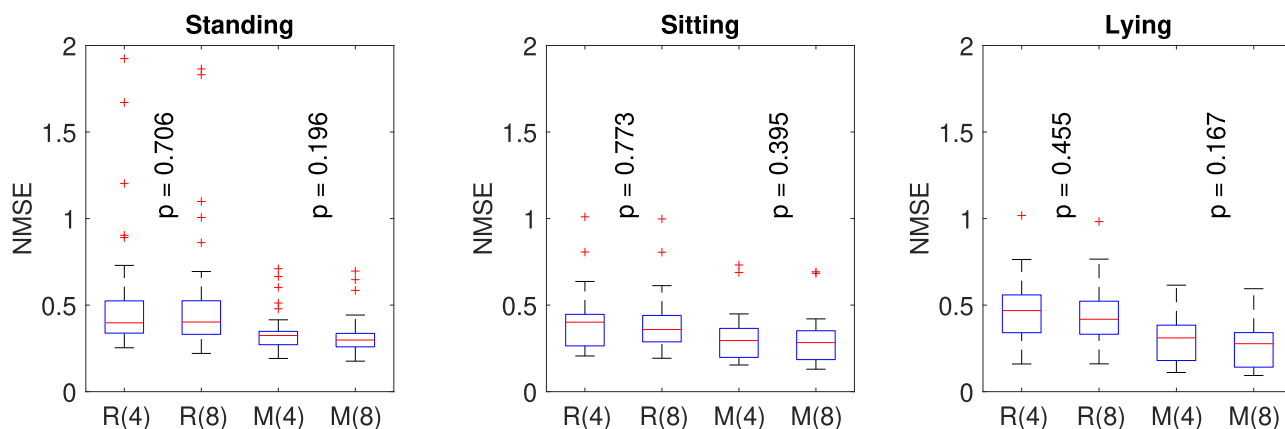 Standing
NMSE
2
1.5
1
0.5
0
p = 0.706
p = 0.196
R(4) R(8) M(4) M(8)
Sitting
NMSE
2
1.5
1
0.5
0
p = 0.773
p = 0.395
R(4) R(8) M(4) M(8)
Lying
NMSE
2
1.5
1
0.5
0
p = 0.455
p = 0.167
R(4) R(8) M(4) M(8)